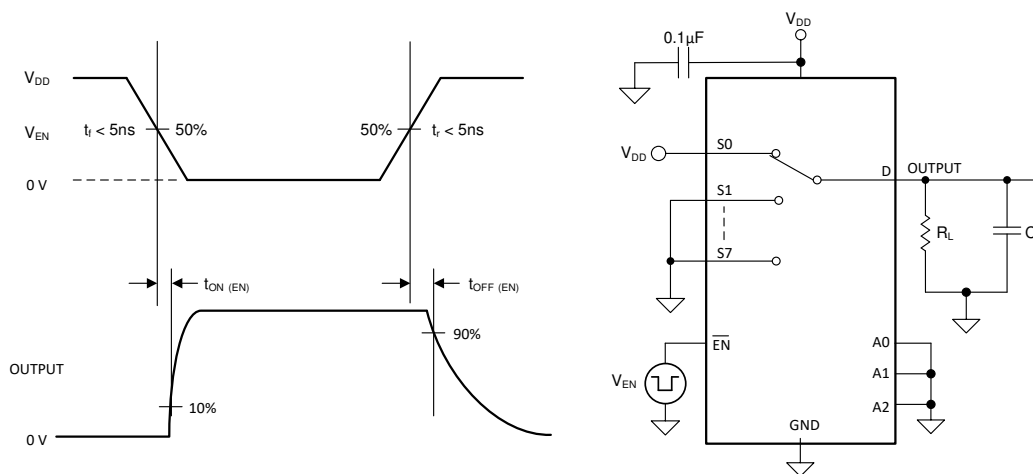 V_DD
V_EN
0 V
t_f < 5ns
50%
50%
t_r < 5ns
t_ON (EN)
t_OFF (EN)
OUTPUT
0 V
10%
90%
V_DD
0.1µF
V_DD
S0
S1
S7
D
OUTPUT
R_L
C
EN
V_EN
A0
A1
A2
GND